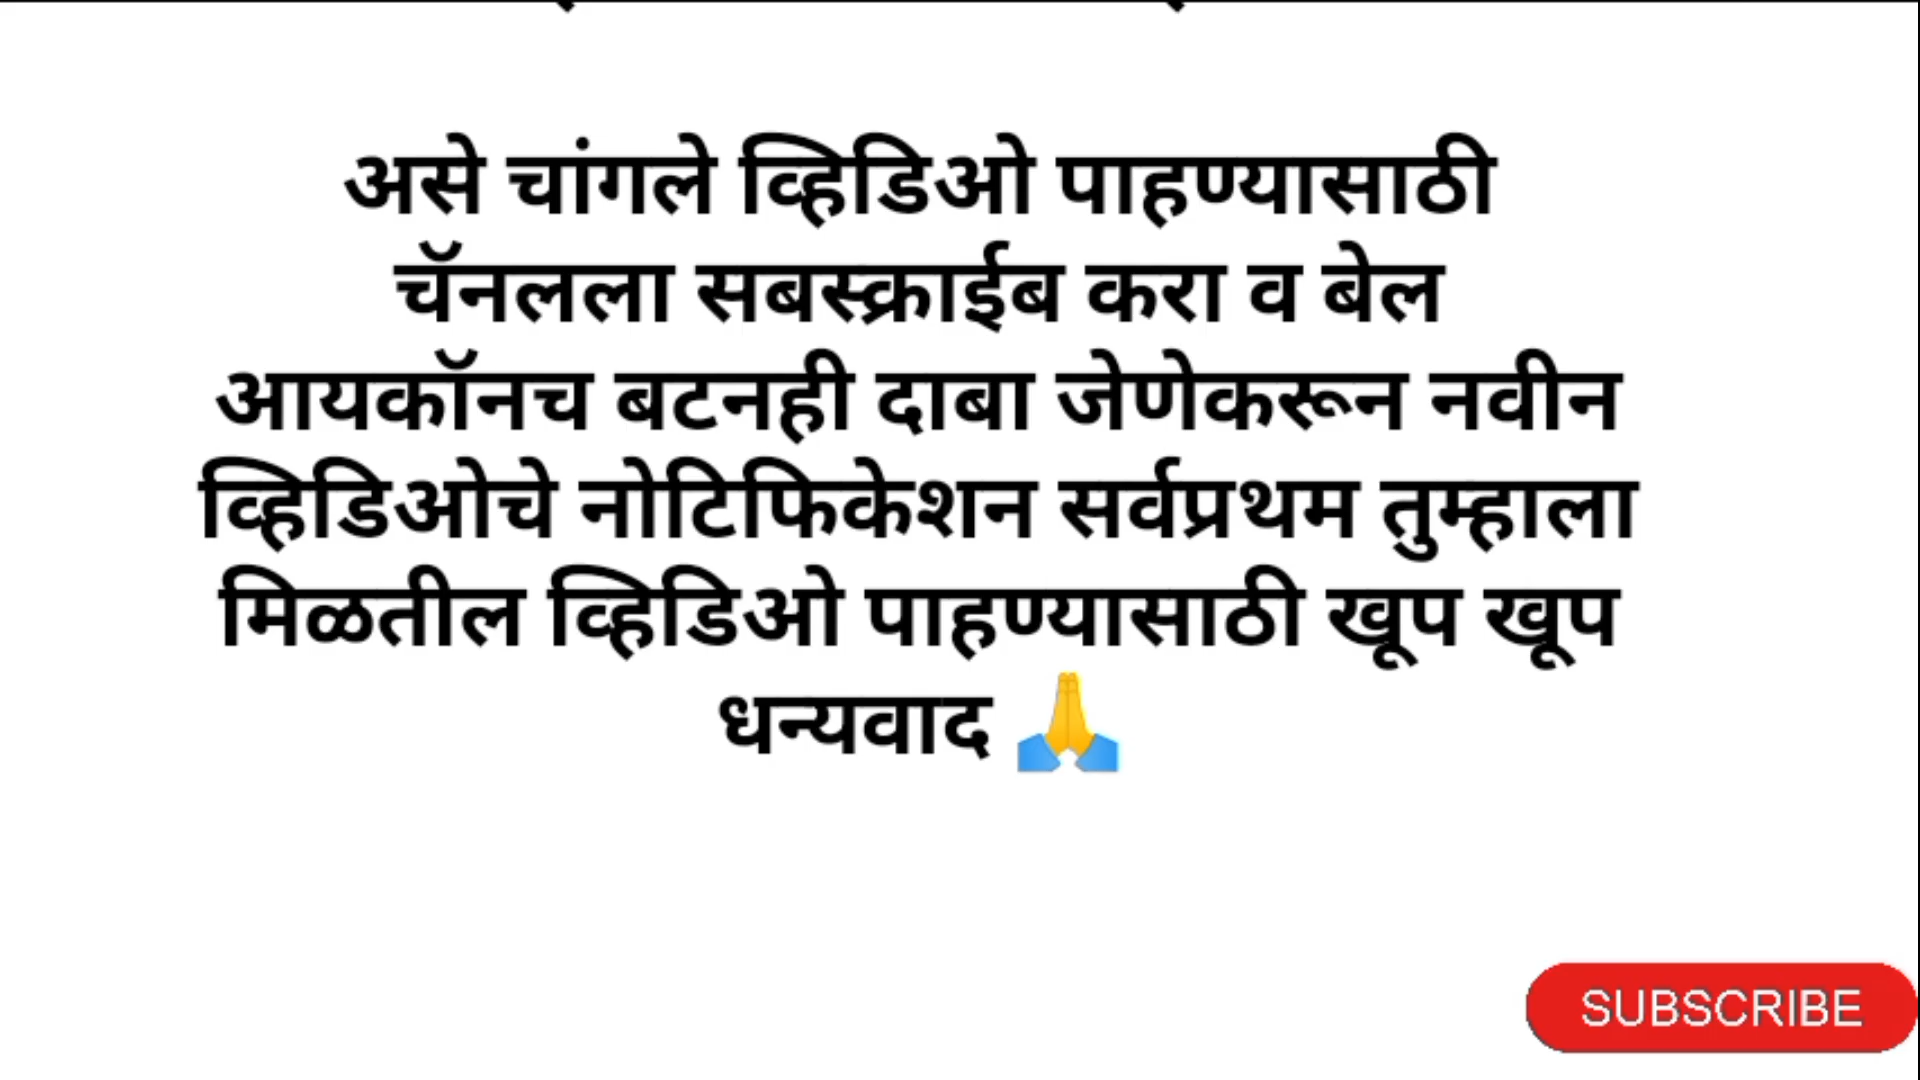 असे चांगले व्हिडिओ पाहण्यासाठी
चॅनलला सबस्क्राईब करा व बेल
आयकॉनच बटनही दाबा जेणेकरून नवीन
व्हिडिओचे नोटिफिकेशन सर्वप्रथम तुम्हाला
मिळतील व्हिडिओ पाहण्यासाठी खूप खूप
धन्यवाद 🙏
SUBSCRIBE